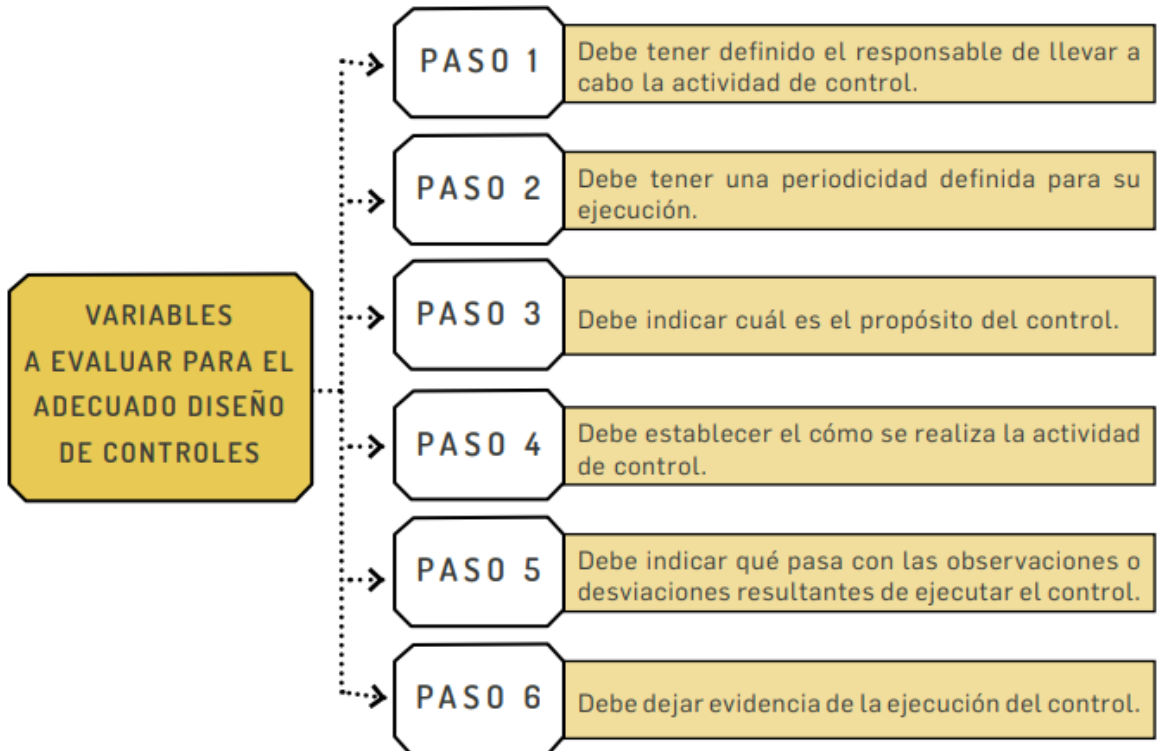 PASO 1
Debe tener definido el responsable de llevar a
cabo la actividad de control.
PASO 2
Debe tener una periodicidad definida para su
ejecución.
VARIABLES
A EVALUAR PARA EL
ADECUADO DISEÑO
DE CONTROLES
PASO 3
Debe indicar cuál es el propósito del control.
PASO 4
Debe establecer el cómo se realiza la actividad
de control.
PASO 5
Debe indicar qué pasa con las observaciones o
desviaciones resultantes de ejecutar el control.
PASO 6
Debe dejar evidencia de la ejecución del control.